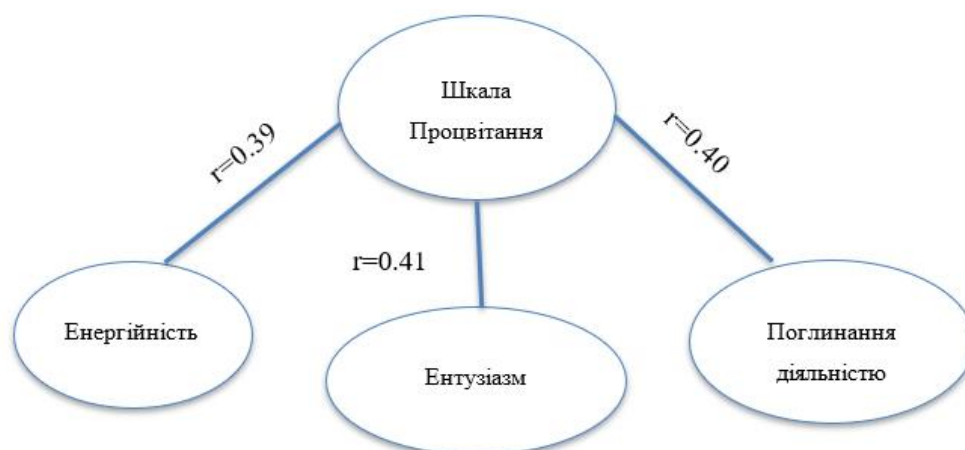 Шкала
Процвітання
r=0.39
r=0.40
r=0.41
Енергійність
Ентузіазм
Поглинання
діяльністю